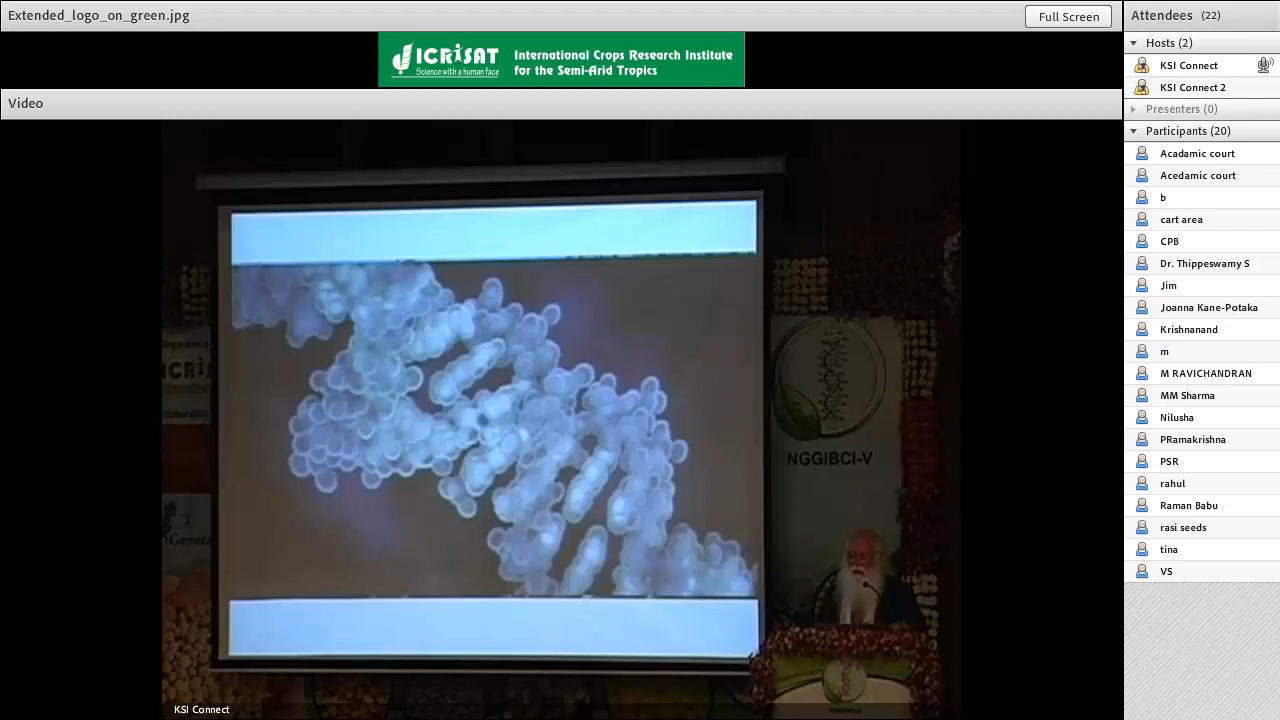 Extended_logo_on_green.jpg
Full Screen
ICRISAT
Science with a human face
International Crops Research Institute
for the Semi-Arid Tropics
Video
NGGIBCI-V
KSI Connect
Attendees (22)
Hosts (2)
KSI Connect
KSI Connect 2
Presenters (0)
Participants (20)
Acadamic court
Acedamic court
b
cart area
CPB
Dr. Thippeswamy S
Jim
Joanna Kane-Potaka
Krishnanand
m
M RAVICHANDRAN
MM Sharma
Nilusha
PRamakrishna
PSR
rahul
Raman Babu
rasi seeds
tina
VS